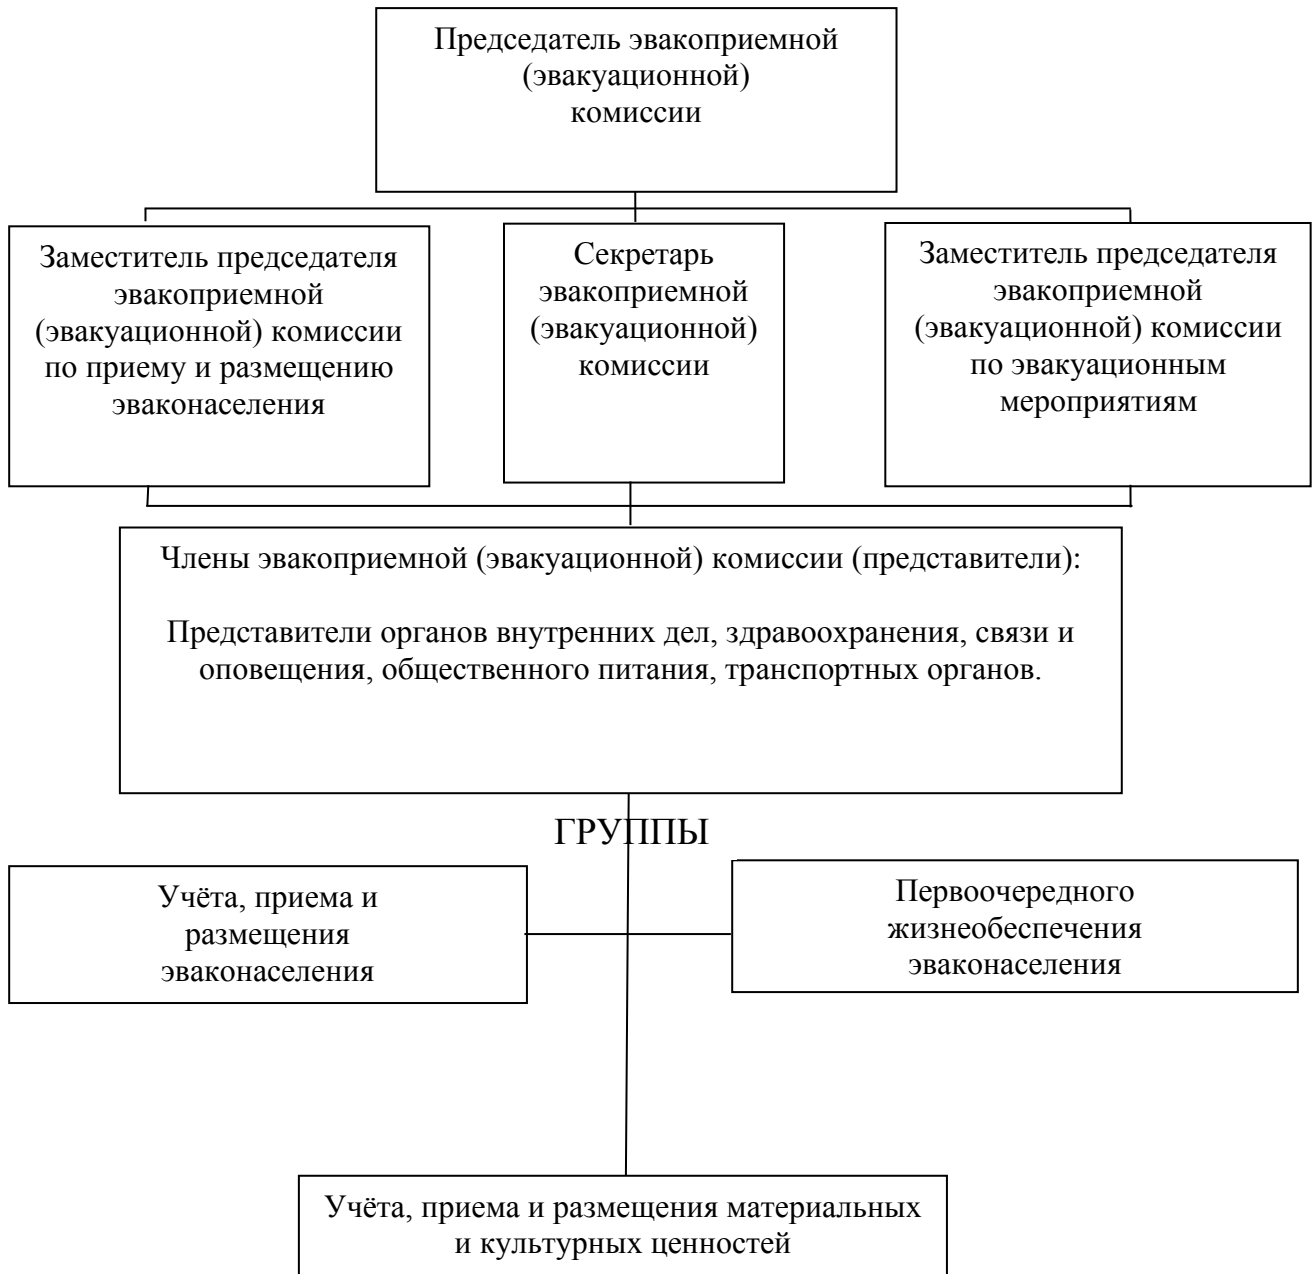 Председатель эвакоприемной
(эвакуационной)
комиссии
Заместитель председателя
эвакоприемной
(эвакуационной) комиссии
по приему и размещению
эваконаселения
Секретарь
эвакоприемной
(эвакуационной)
комиссии
Заместитель председателя
эвакоприемной
(эвакуационной) комиссии
по эвакуационным
мероприятиям
Члены эвакоприемной (эвакуационной) комиссии (представители):
Представители органов внутренних дел, здравоохранения, связи и
оповещения, общественного питания, транспортных органов.
ГРУППЫ
Учёта, приема и
размещения
эваконаселения
Первоочередного
жизнеобеспечения
эваконаселения
Учёта, приема и размещения материальных
и культурных ценностей